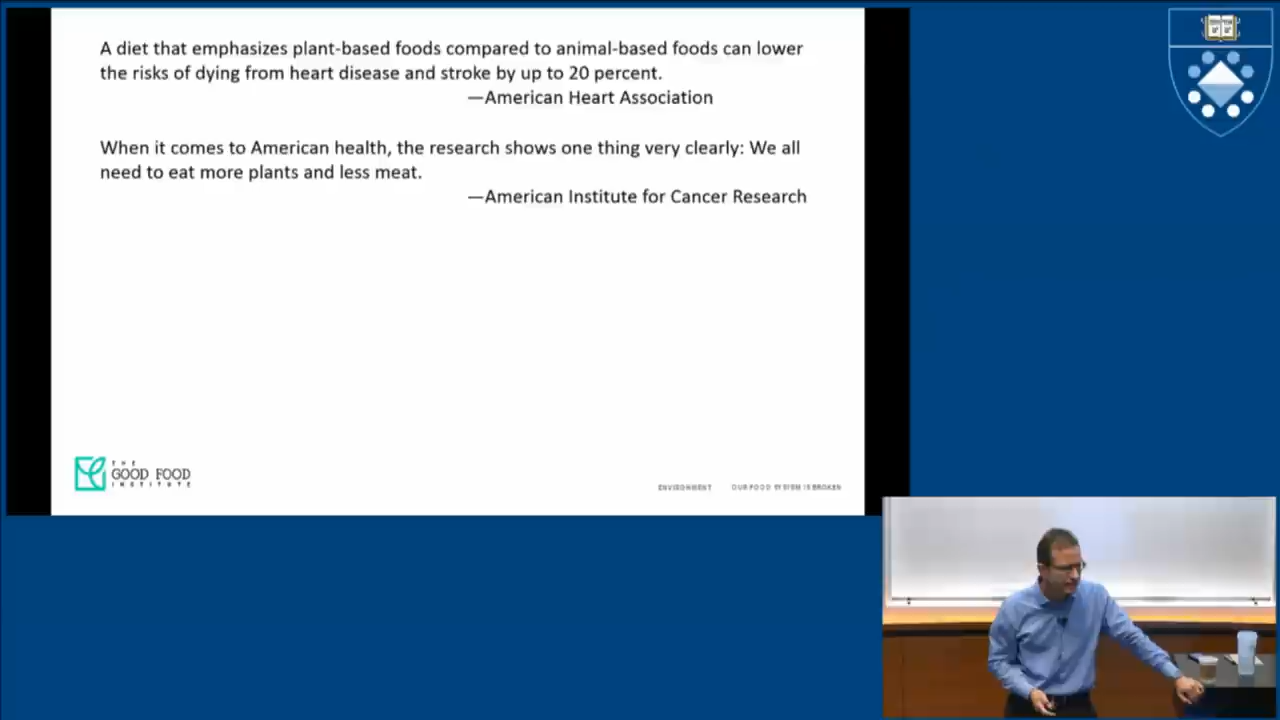 A diet that emphasizes plant-based foods compared to animal-based foods can lower
the risks of dying from heart disease and stroke by up to 20 percent.
—American Heart Association
When it comes to American health, the research shows one thing very clearly: We all
need to eat more plants and less meat.
—American Institute for Cancer Research
THE
GOOD FOOD
INSTITUTE
ENVIRONMENT OUR FOOD SYSTEM IS BROKEN